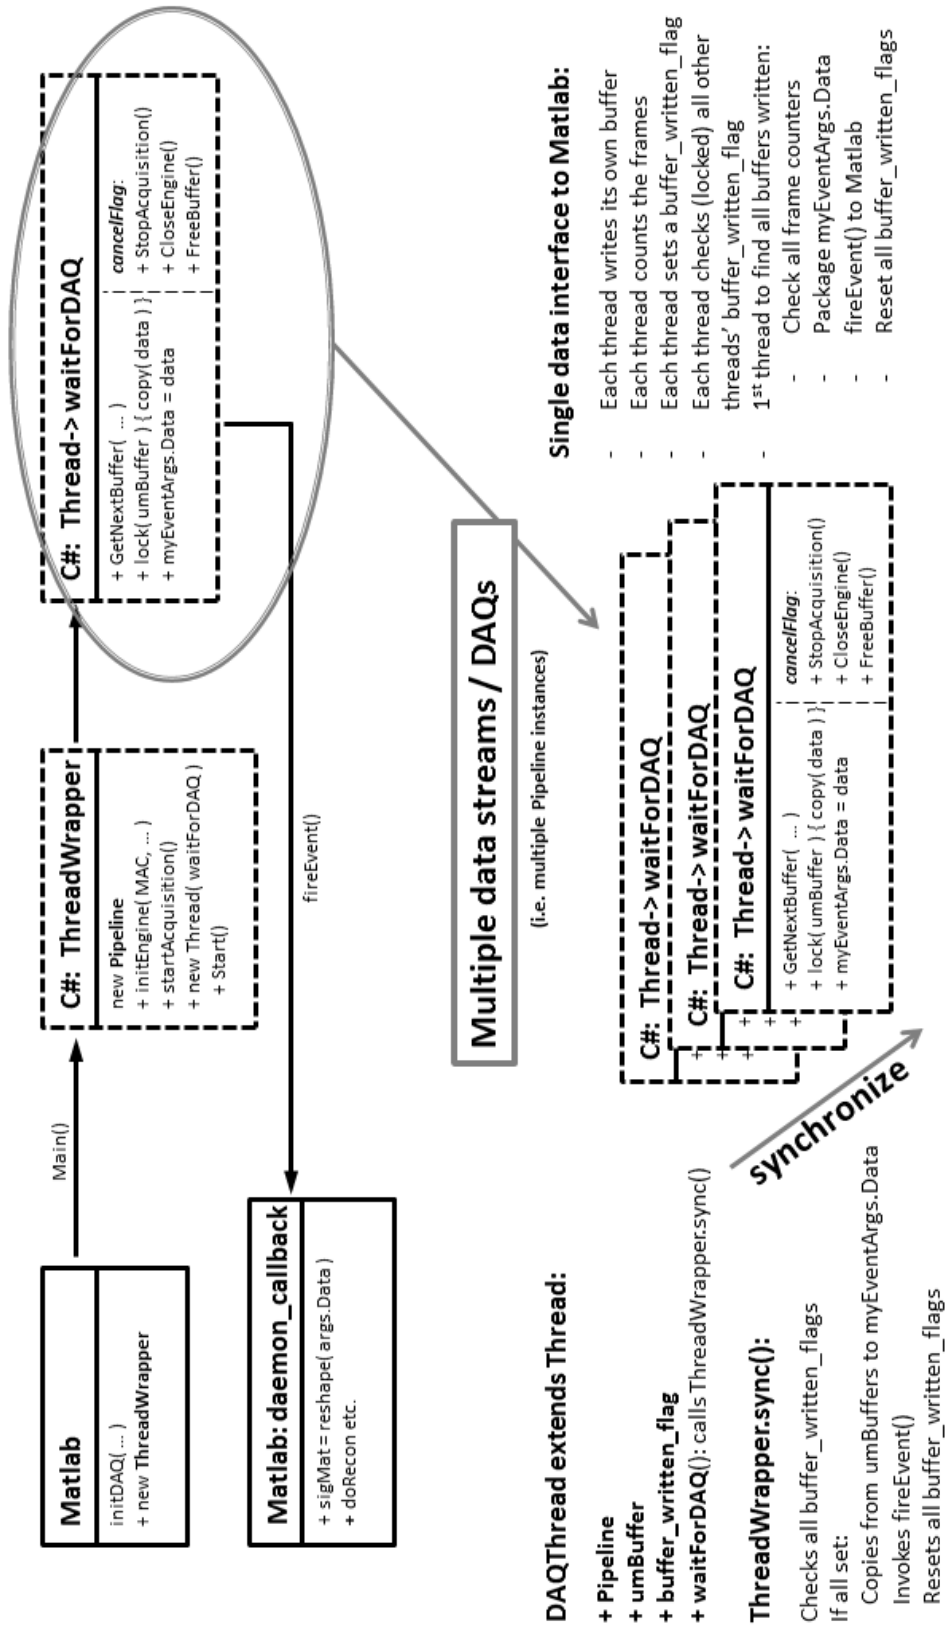 Matlab
initDAQ( ... )
+ new ThreadWrapper
Main()
C#:  ThreadWrapper
new Pipeline
+ initEngine( MAC, ... )
+ startAcquisition()
+ new Thread( waitForDAQ )
+ Start()
C#:  Thread-> waitForDAQ
+ GetNextBuffer( ... )
+ lock( umBuffer ) { copy( data ) }
+ myEventArgs.Data = data
cancelFlag:
+ StopAcquisition()
+ CloseEngine()
+ FreeBuffer()
fireEvent()
Matlab: daemon_callback
+ sigMat = reshape( args.Data )
+ doRecon etc.
Multiple data streams / DAQs
(i.e. multiple Pipeline instances)
DAQThread extends Thread:
+ Pipeline
+ umBuffer
+ buffer_written_flag
+ waitForDAQ(): calls ThreadWrapper.sync()
ThreadWrapper.sync():
Checks all buffer_written_flags
If all set:
Copies from umBuffers to myEventArgs.Data
Invokes fireEvent()
Resets all buffer_written_flags
synchronize
C#:  Thread-> waitForDAQ
+
+
+
C#:  Thread-> waitForDAQ
+
+
+
C#:  Thread-> waitForDAQ
+ GetNextBuffer( ... )
+ lock( umBuffer ) { copy( data ) }
+ myEventArgs.Data = data
cancelFlag:
+ StopAcquisition()
+ CloseEngine()
+ FreeBuffer()
Single data interface to Matlab:
- Each thread writes its own buffer
- Each thread counts the frames
- Each thread sets a buffer_written_flag
- Each thread checks (locked) all other
threads' buffer_written_flag
- 1st thread to find all buffers written:
- Check all frame counters
- Package myEventArgs.Data
- fireEvent() to Matlab
- Reset all buffer_written_flags